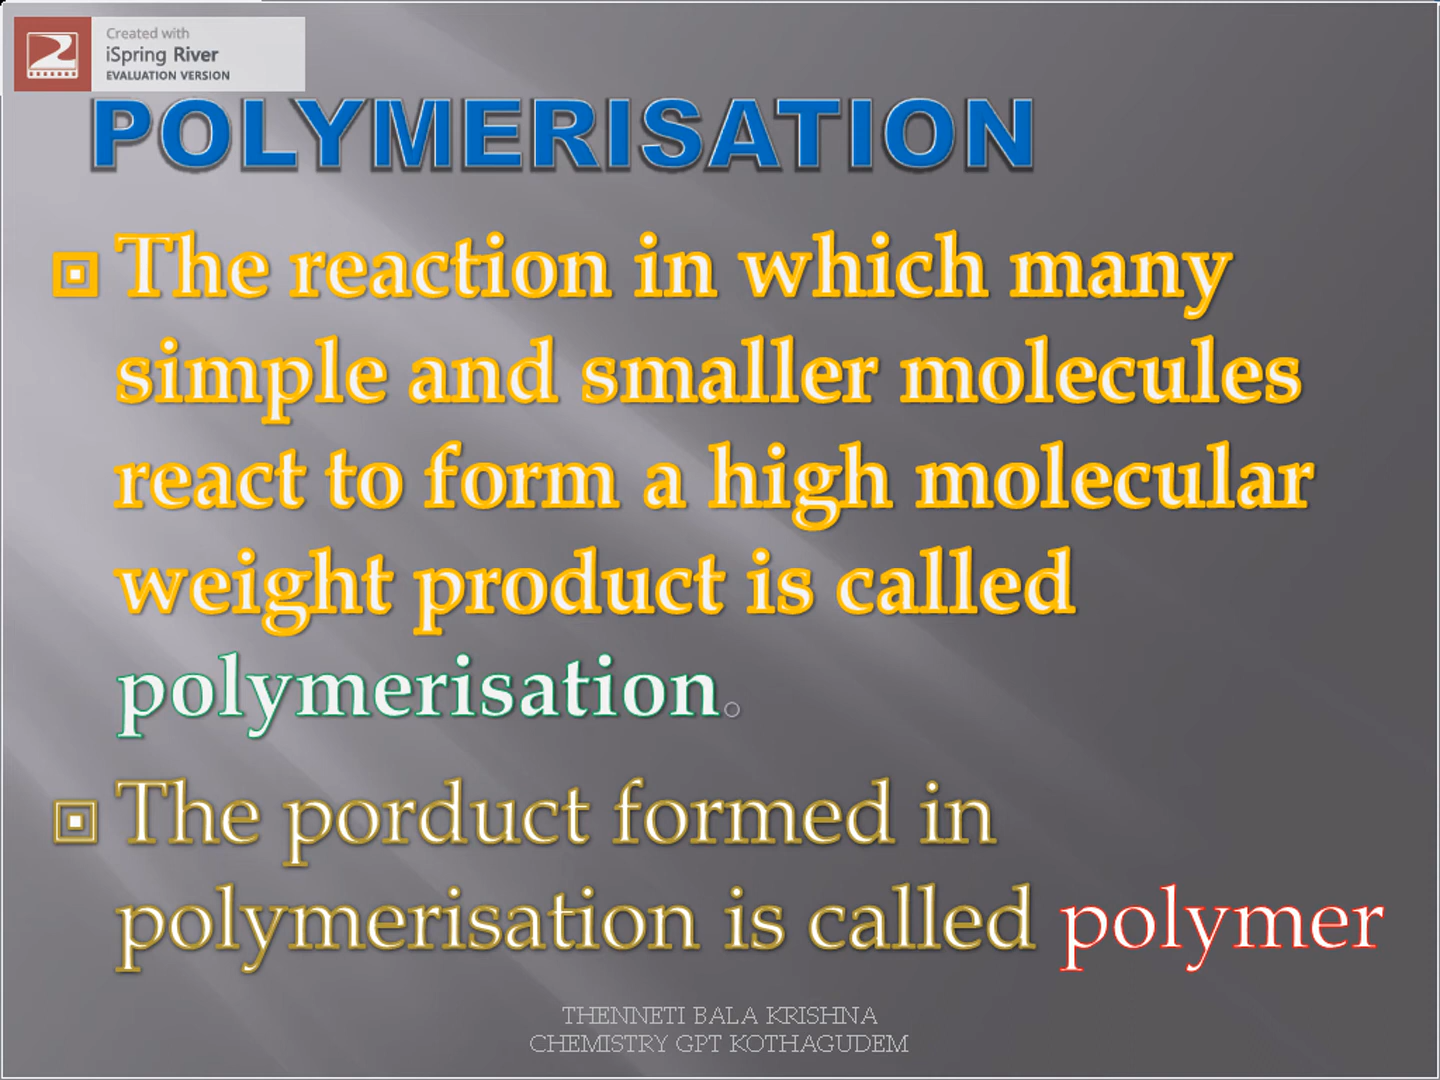 Created with
iSpring River
EVALUATION VERSION
POLYMERISATION
The reaction in which many
simple and smaller molecules
react to form a high molecular
weight product is called
polymerisation.
The porduct formed in
polymerisation is called polymer
THENNETI BALA KRISHNA
CHEMISTRY GPT KOTHAGUDEM